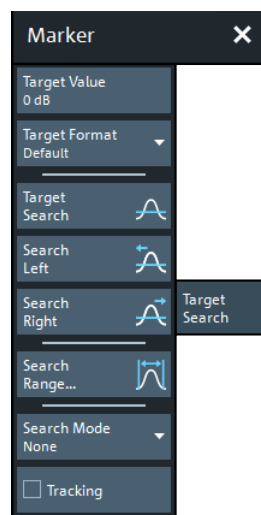 Marker
Target Value
0 dB
Target Format
Default
Target
Search
Search
Left
Search
Right
Target
Search
Search
Range...
Search Mode
None
Tracking